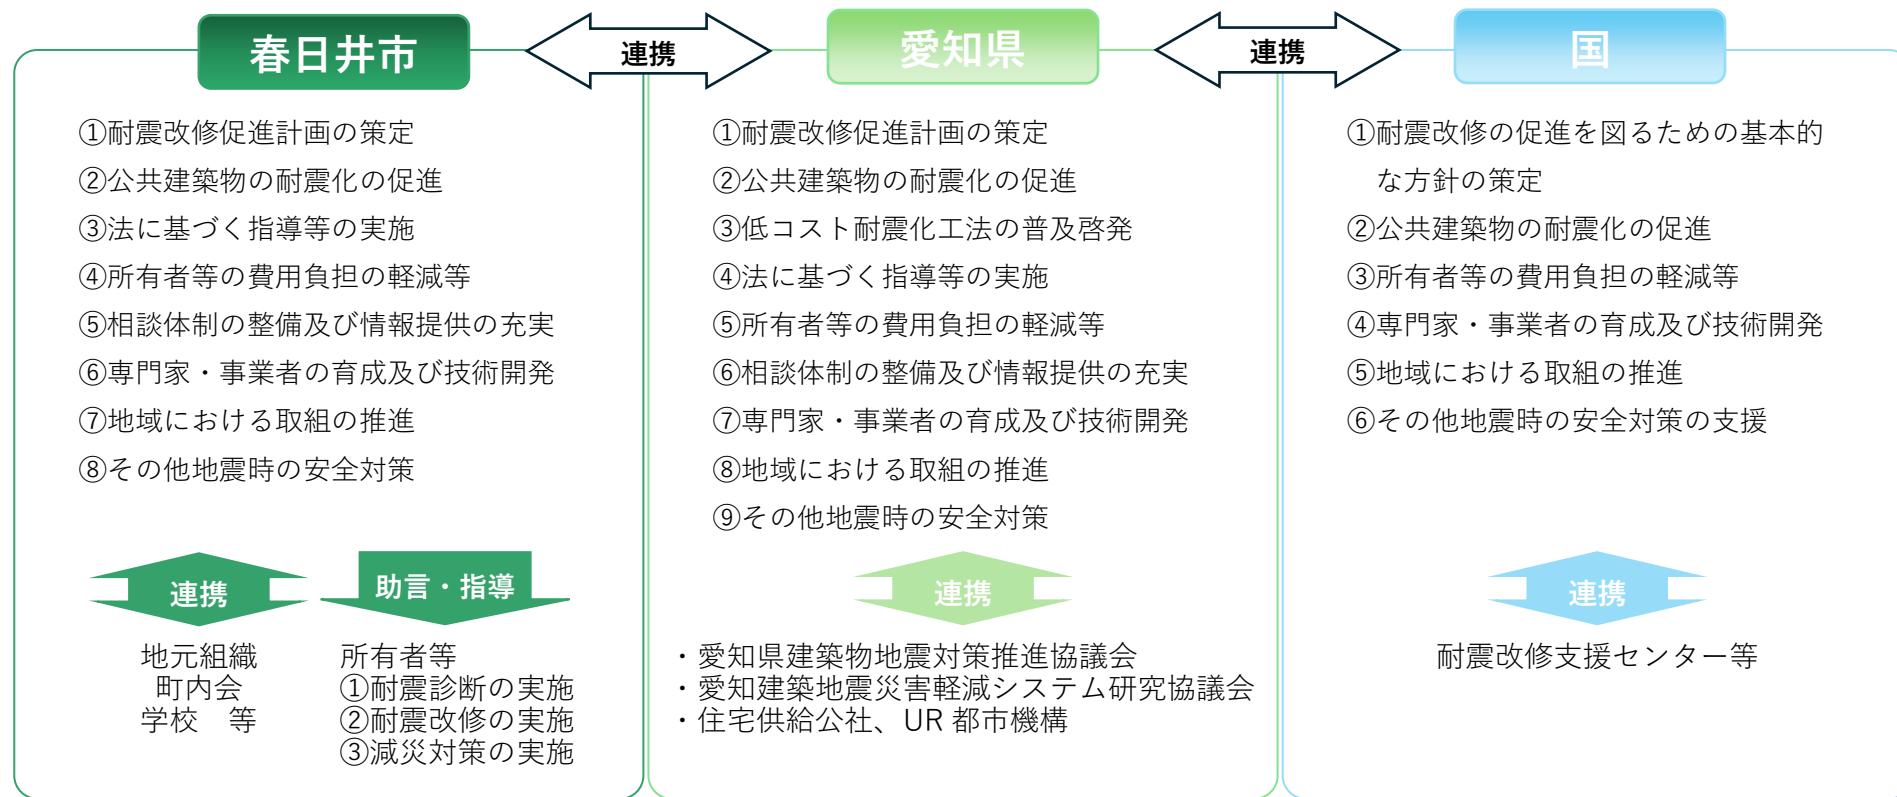 春日井市
連携
愛知県
連携
国
①耐震改修促進計画の策定
②公共建築物の耐震化の促進
③法に基づく指導等の実施
④所有者等の費用負担の軽減等
⑤相談体制の整備及び情報提供の充実
⑥専門家・事業者の育成及び技術開発
⑦地域における取組の推進
⑧その他地震時の安全対策
連携
地元組織
町内会
学校　等
助言・指導
所有者等
①耐震診断の実施
②耐震改修の実施
③減災対策の実施
①耐震改修促進計画の策定
②公共建築物の耐震化の促進
③低コスト耐震化工法の普及啓発
④法に基づく指導等の実施
⑤所有者等の費用負担の軽減等
⑥相談体制の整備及び情報提供の充実
⑦専門家・事業者の育成及び技術開発
⑧地域における取組の推進
⑨その他地震時の安全対策
連携
・愛知県建築物地震対策推進協議会
・愛知建築地震災害軽減システム研究協議会
・住宅供給公社、UR 都市機構
①耐震改修の促進を図るための基本的
な方針の策定
②公共建築物の耐震化の促進
③所有者等の費用負担の軽減等
④専門家・事業者の育成及び技術開発
⑤地域における取組の推進
⑥その他地震時の安全対策の支援
連携
耐震改修支援センター等